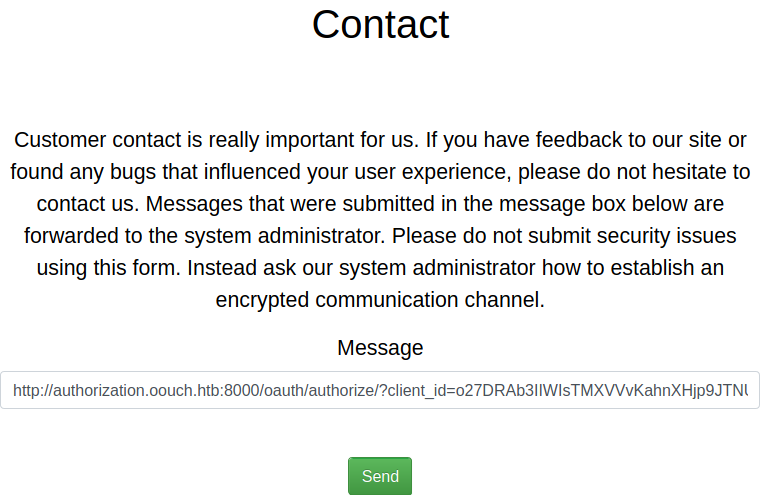 Contact
Customer contact is really important for us. If you have feedback to our site or
found any bugs that influenced your user experience, please do not hesitate to
contact us. Messages that were submitted in the message box below are
forwarded to the system administrator. Please do not submit security issues
using this form. Instead ask our system administrator how to establish an
encrypted communication channel.
Message
http://authorization.oouch.htb:8000/oauth/authorize/?client_id=o27DRAb3IIWIsTMXVVvKahnXHjp9JTNU
Send